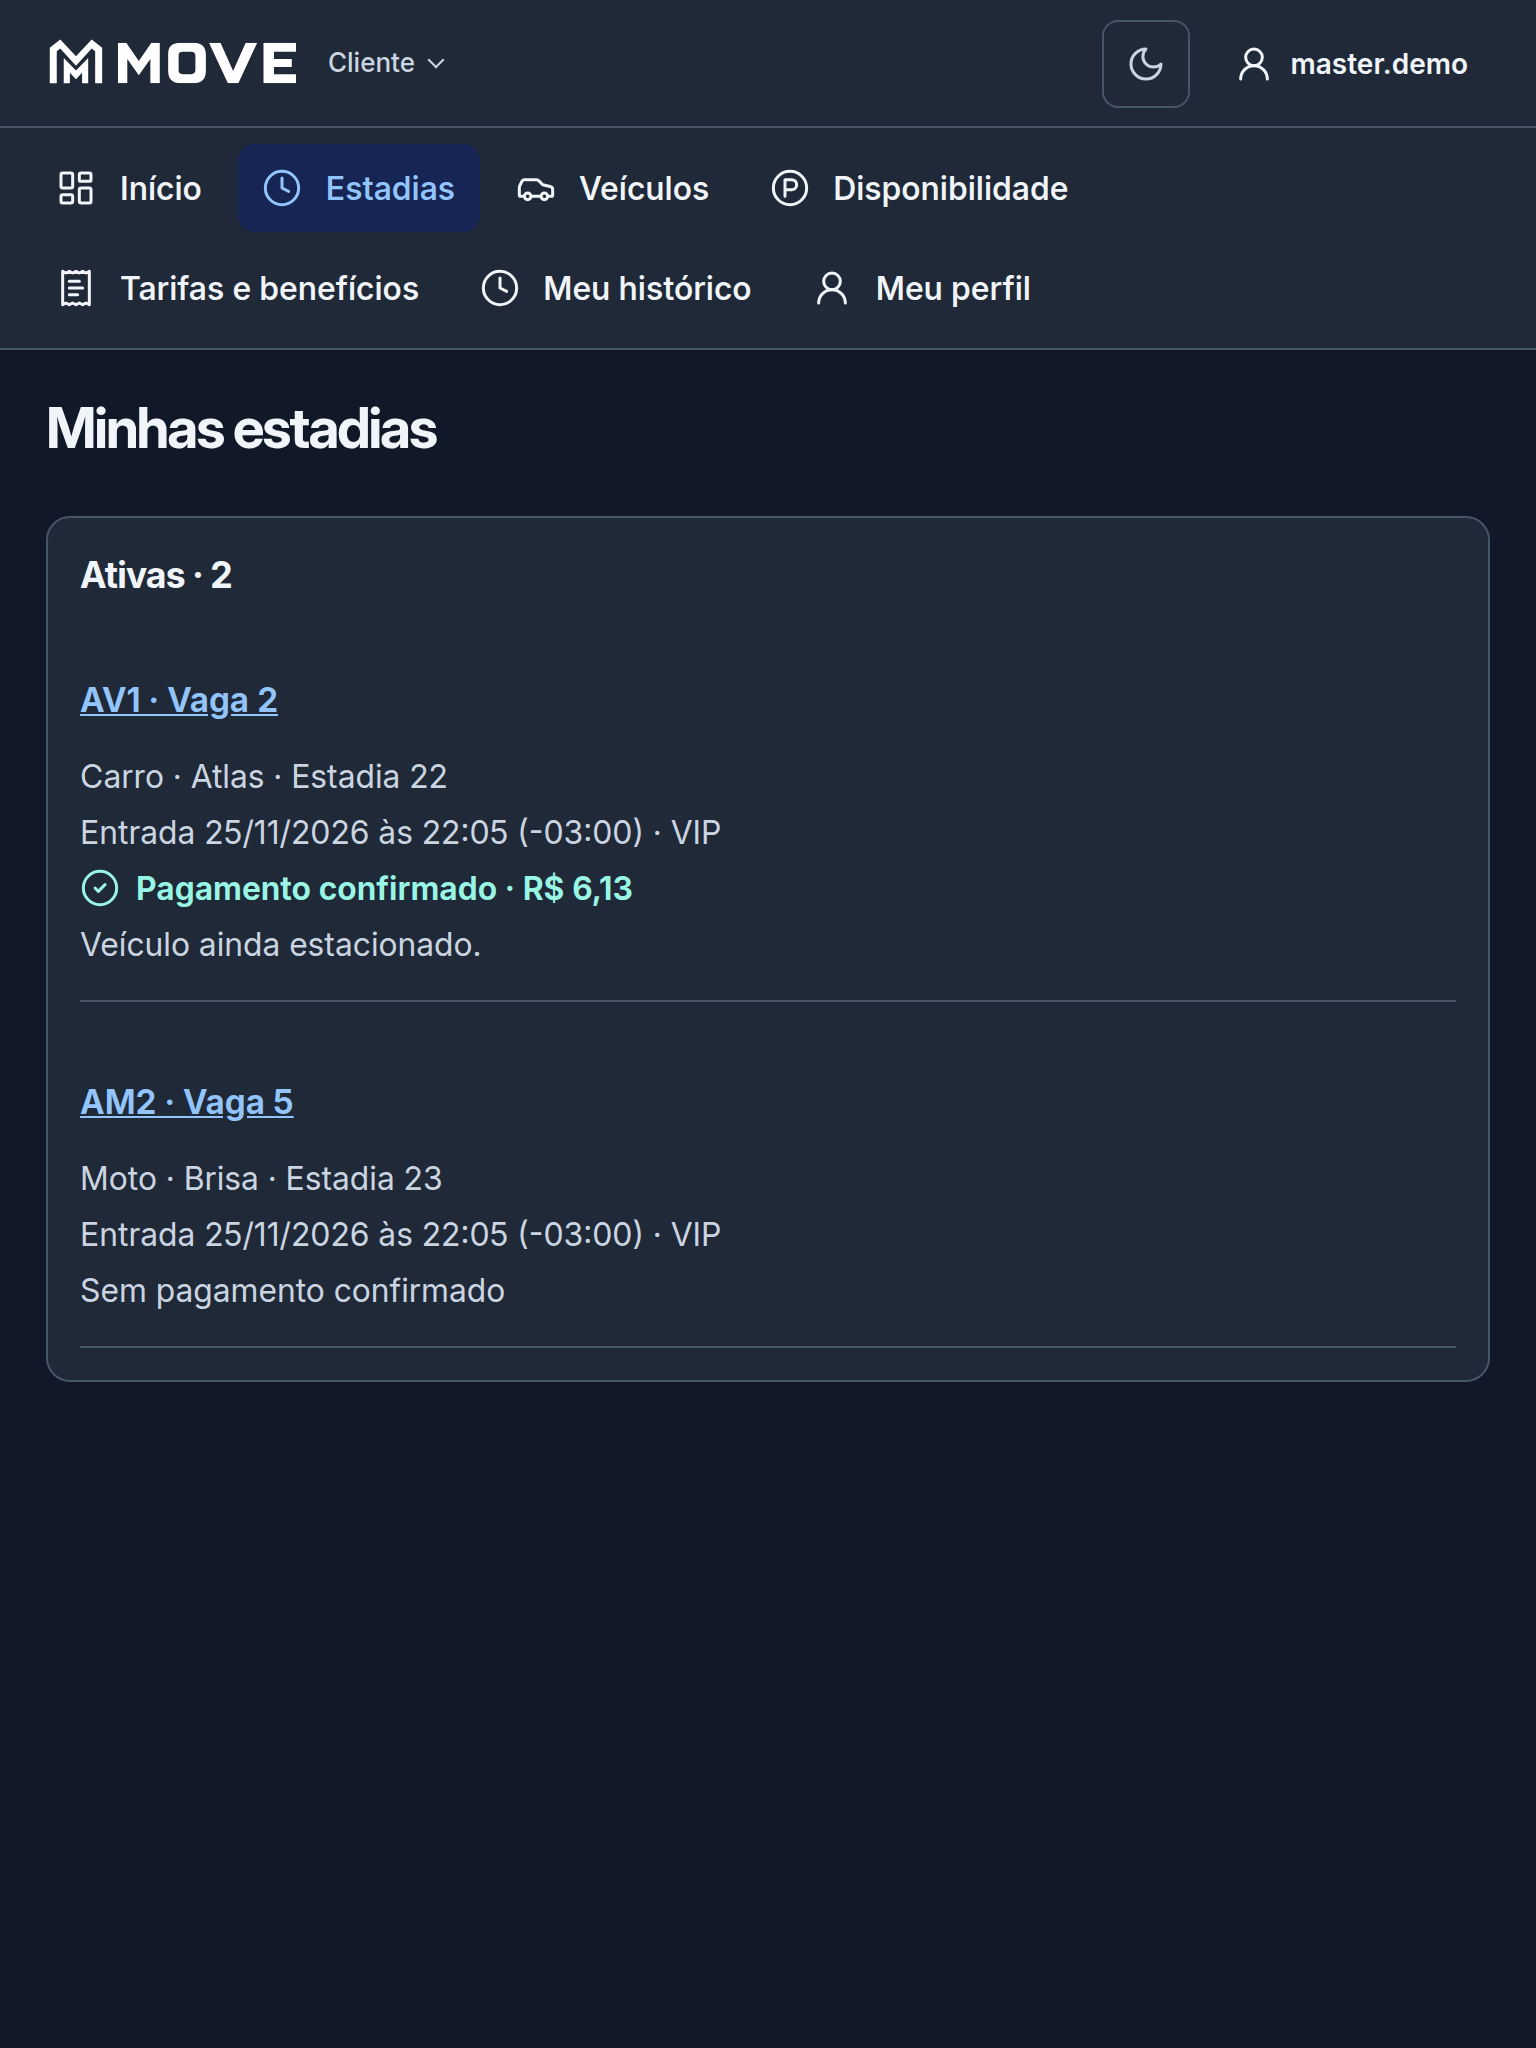 MOVE Cliente master.demo
Início Estadias Veículos Disponibilidade
Tarifas e benefícios Meu histórico Meu perfil
Minhas estadias
Ativas · 2
AV1 · Vaga 2
Carro · Atlas · Estadia 22
Entrada 25/11/2026 às 22:05 (-03:00) · VIP
Pagamento confirmado · R$ 6,13
Veículo ainda estacionado.
AM2 · Vaga 5
Moto · Brisa · Estadia 23
Entrada 25/11/2026 às 22:05 (-03:00) · VIP
Sem pagamento confirmado